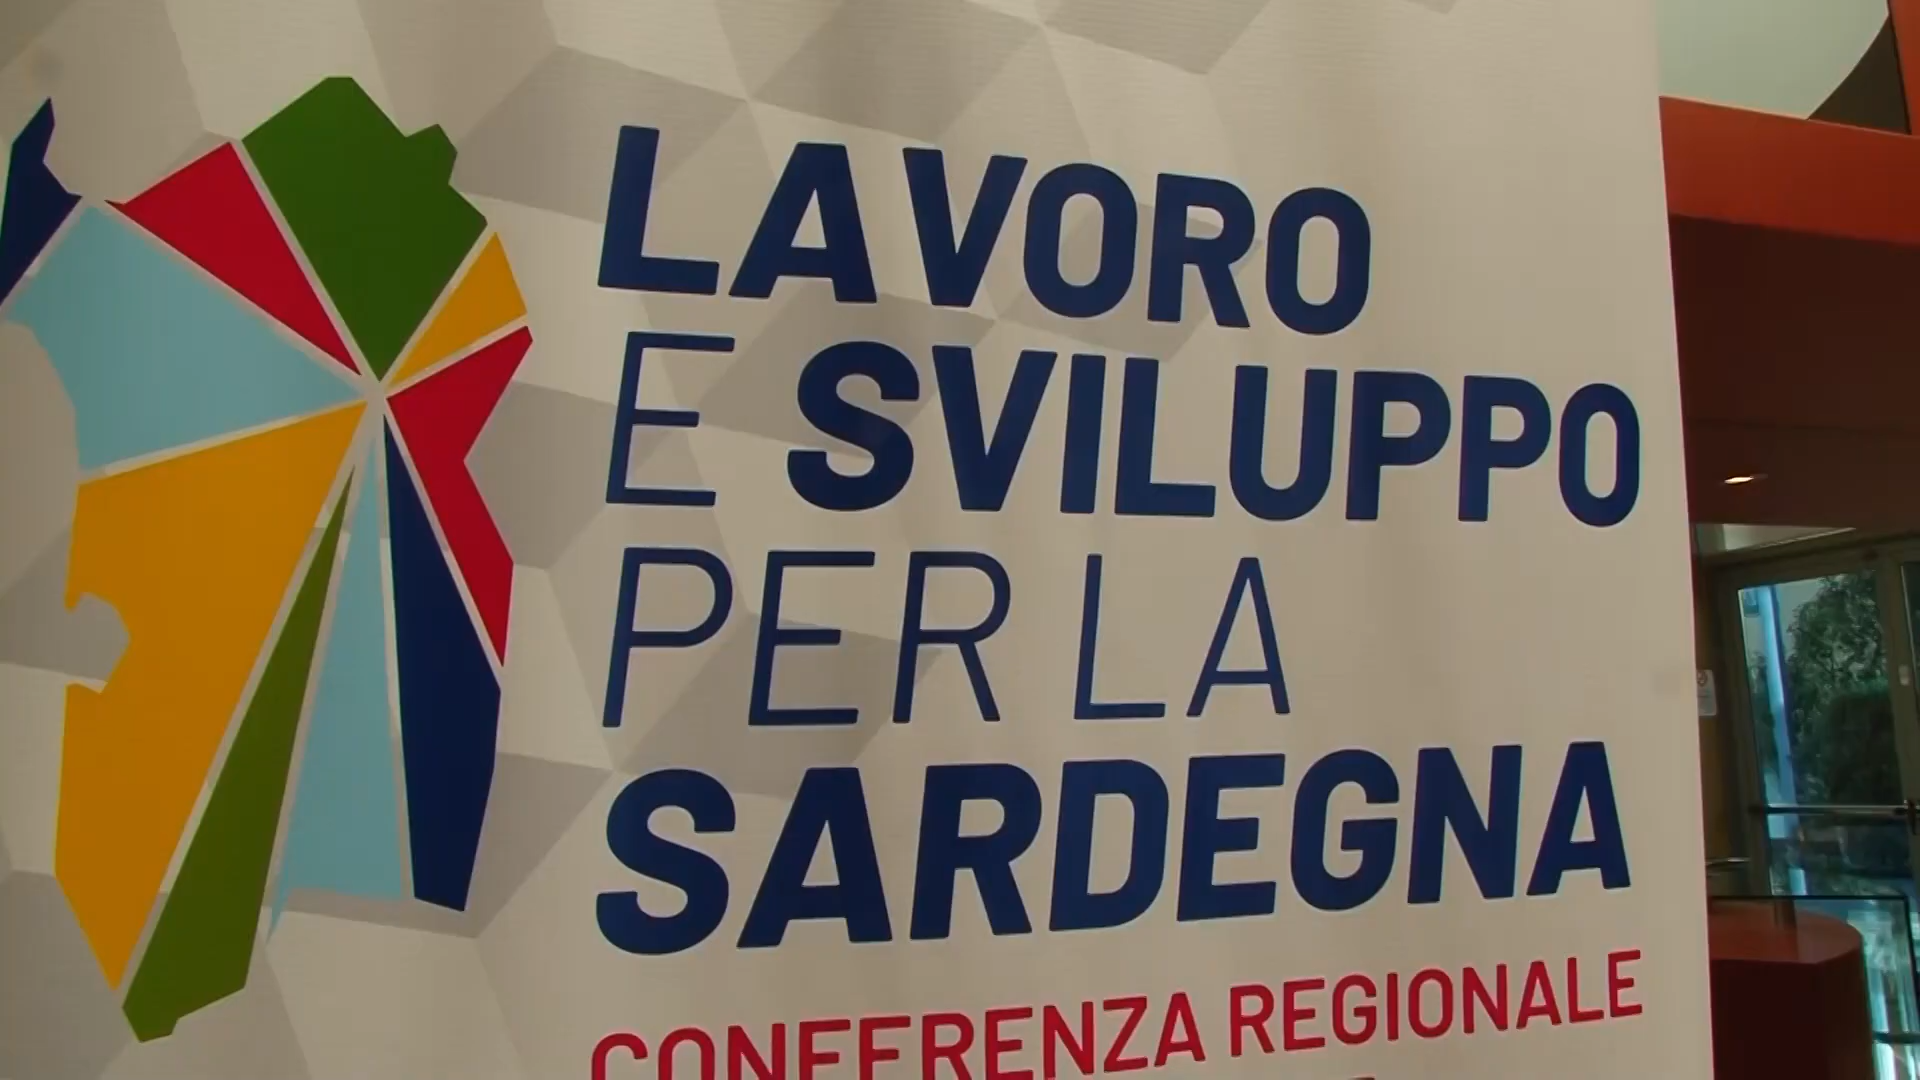 LAVORO
E SVILUPPO
PER LA
SARDEGNA
CONFERENZA REGIONALE